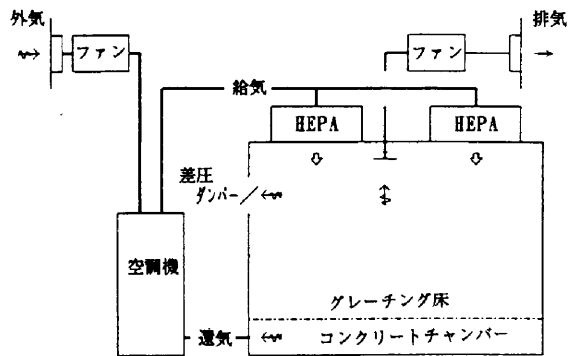 外気
排気
ファン
ファン
給気
HEPA
HEPA
差圧
ダンパー
空調機
グレーチング床
還気
コンクリートチャンバー